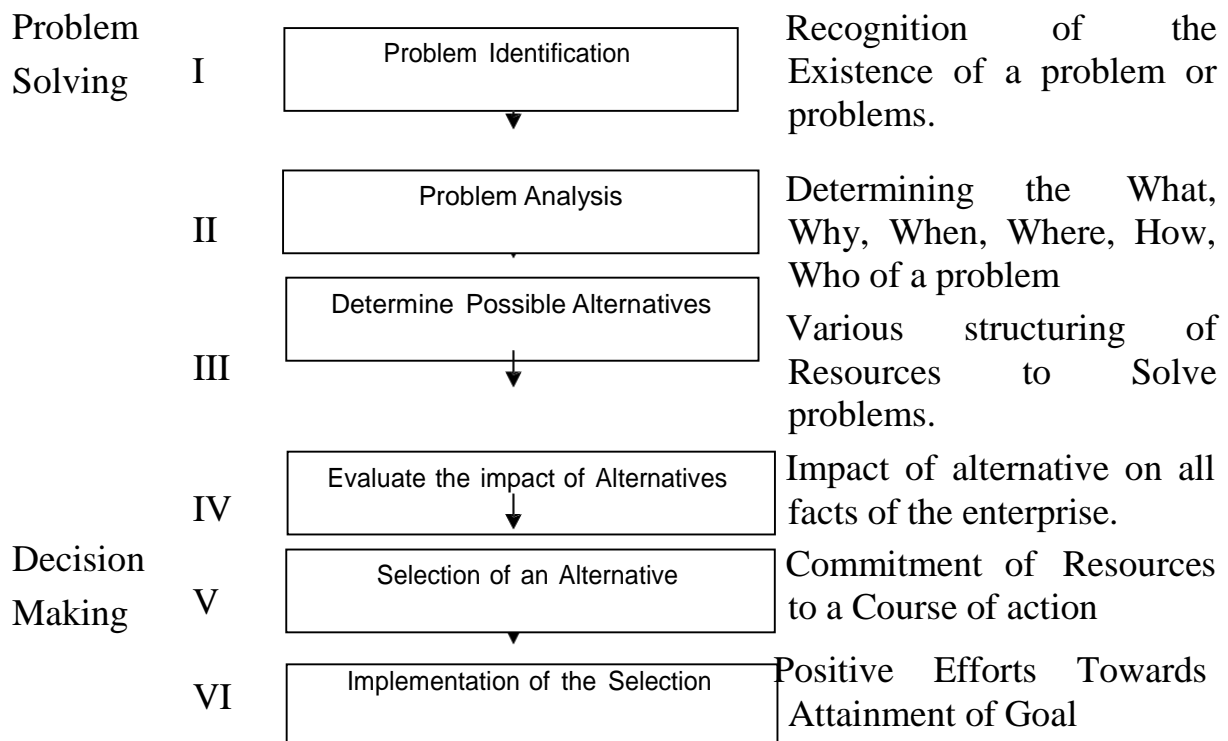 Problem
Solving
I
Problem Identification
Recognition of the
Existence of a problem or
problems.
II
Problem Analysis
Determining the What,
Why, When, Where, How,
Who of a problem
III
Determine Possible Alternatives
Various structuring of
Resources to Solve
problems.
IV
Evaluate the impact of Alternatives
Impact of alternative on all
facts of the enterprise.
Decision
Making
V
Selection of an Alternative
Commitment of Resources
to a Course of action
VI
Implementation of the Selection
Positive Efforts Towards
Attainment of Goal